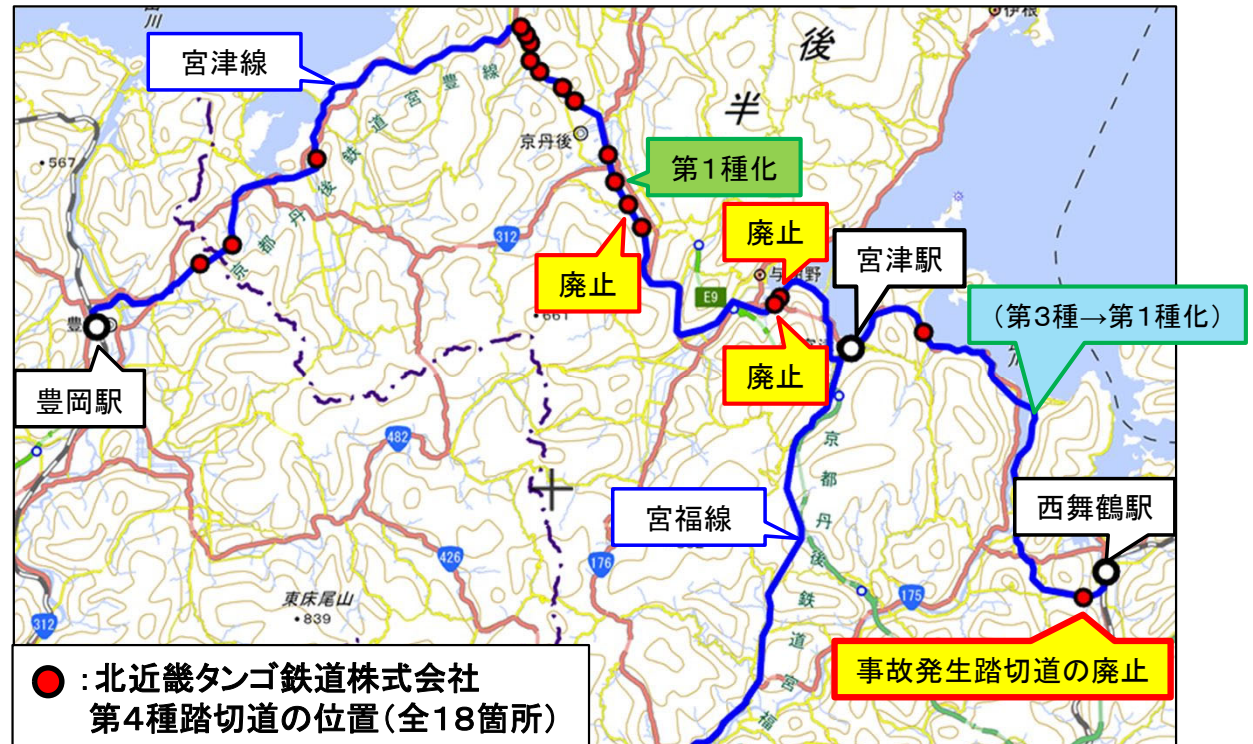 伊根
後
半
宮津線
鉄道宮豊線
京都丹後
京丹後
567
第1種化
312
廃止
廃止
宮津駅
与謝野
E9
(第3種→第1種化)
661
廃止
豊岡駅
482
宮福線
京都丹後
鉄道宮福
西舞鶴駅
426
176
175
東床尾山
839
312
事故発生踏切道の廃止
:北近畿タンゴ鉄道株式会社
第4種踏切道の位置(全18箇所)